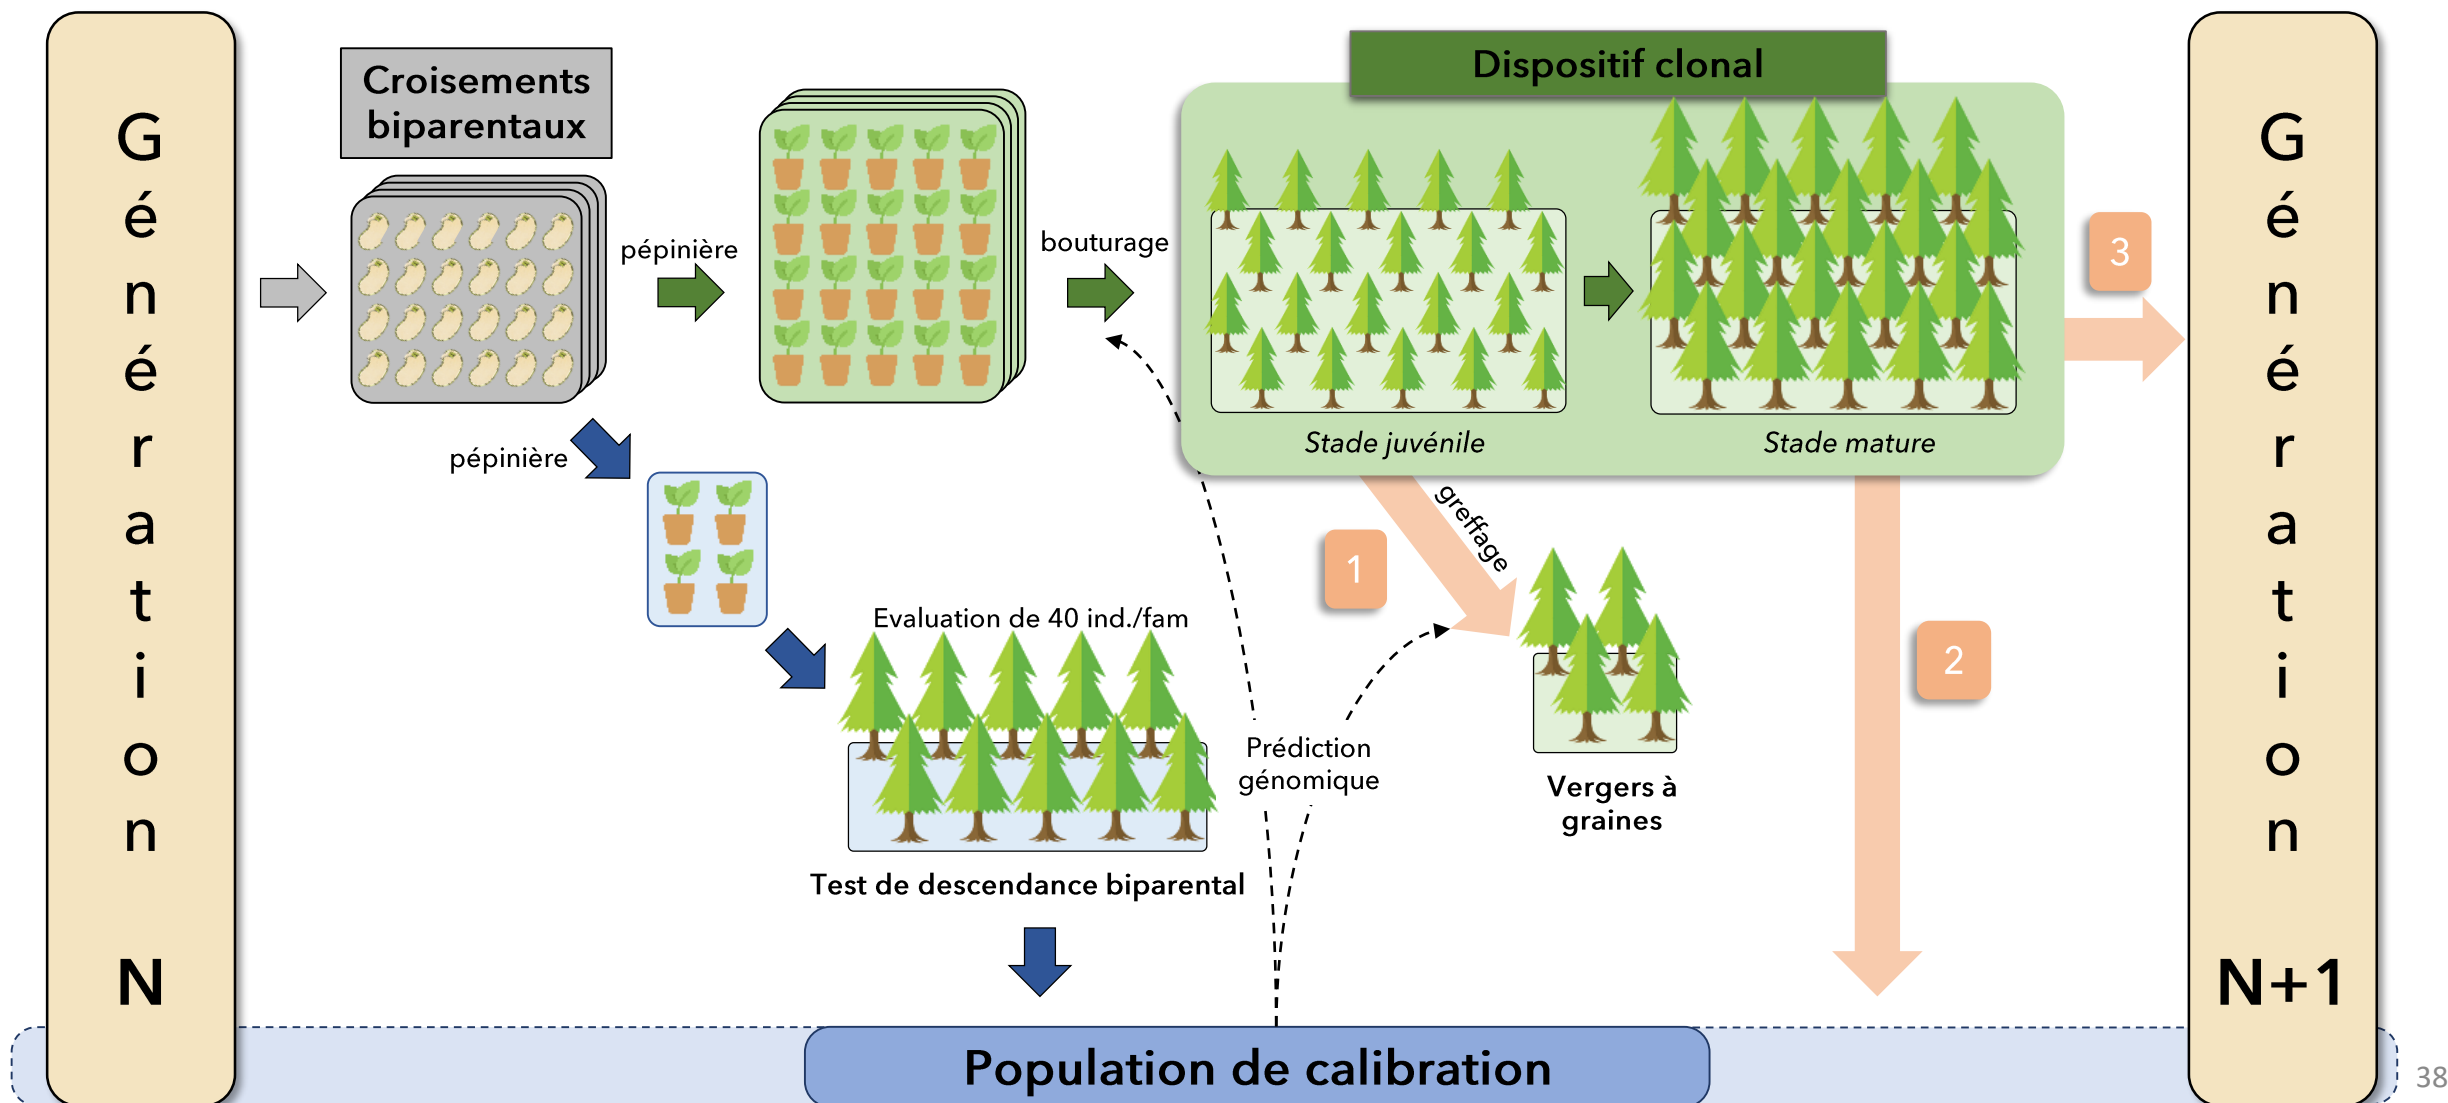 Génération
N
Croisements
biparentaux
pépinière
pépinière
bouturage
Dispositif clonal
Stade juvénile
Stade mature
greffage
1
2
3
Evaluation de 40 ind./fam
Test de descendance biparental
Prédiction
génomique
Vergers à
graines
Population de calibration
Génération
N+1
38